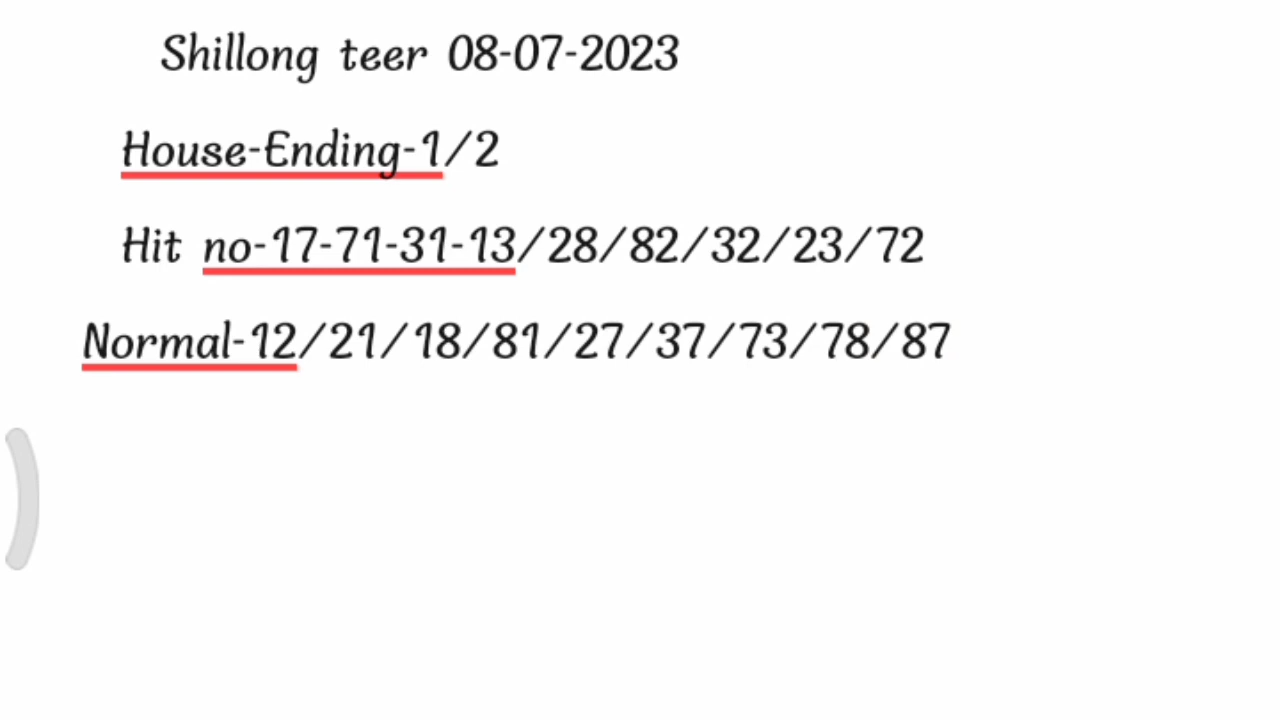 Shillong teer 08-07-2023
House-Ending-1/2
Hit no-17-71-31-13/28/82/32/23/72
Normal-12/21/18/81/27/37/73/78/87